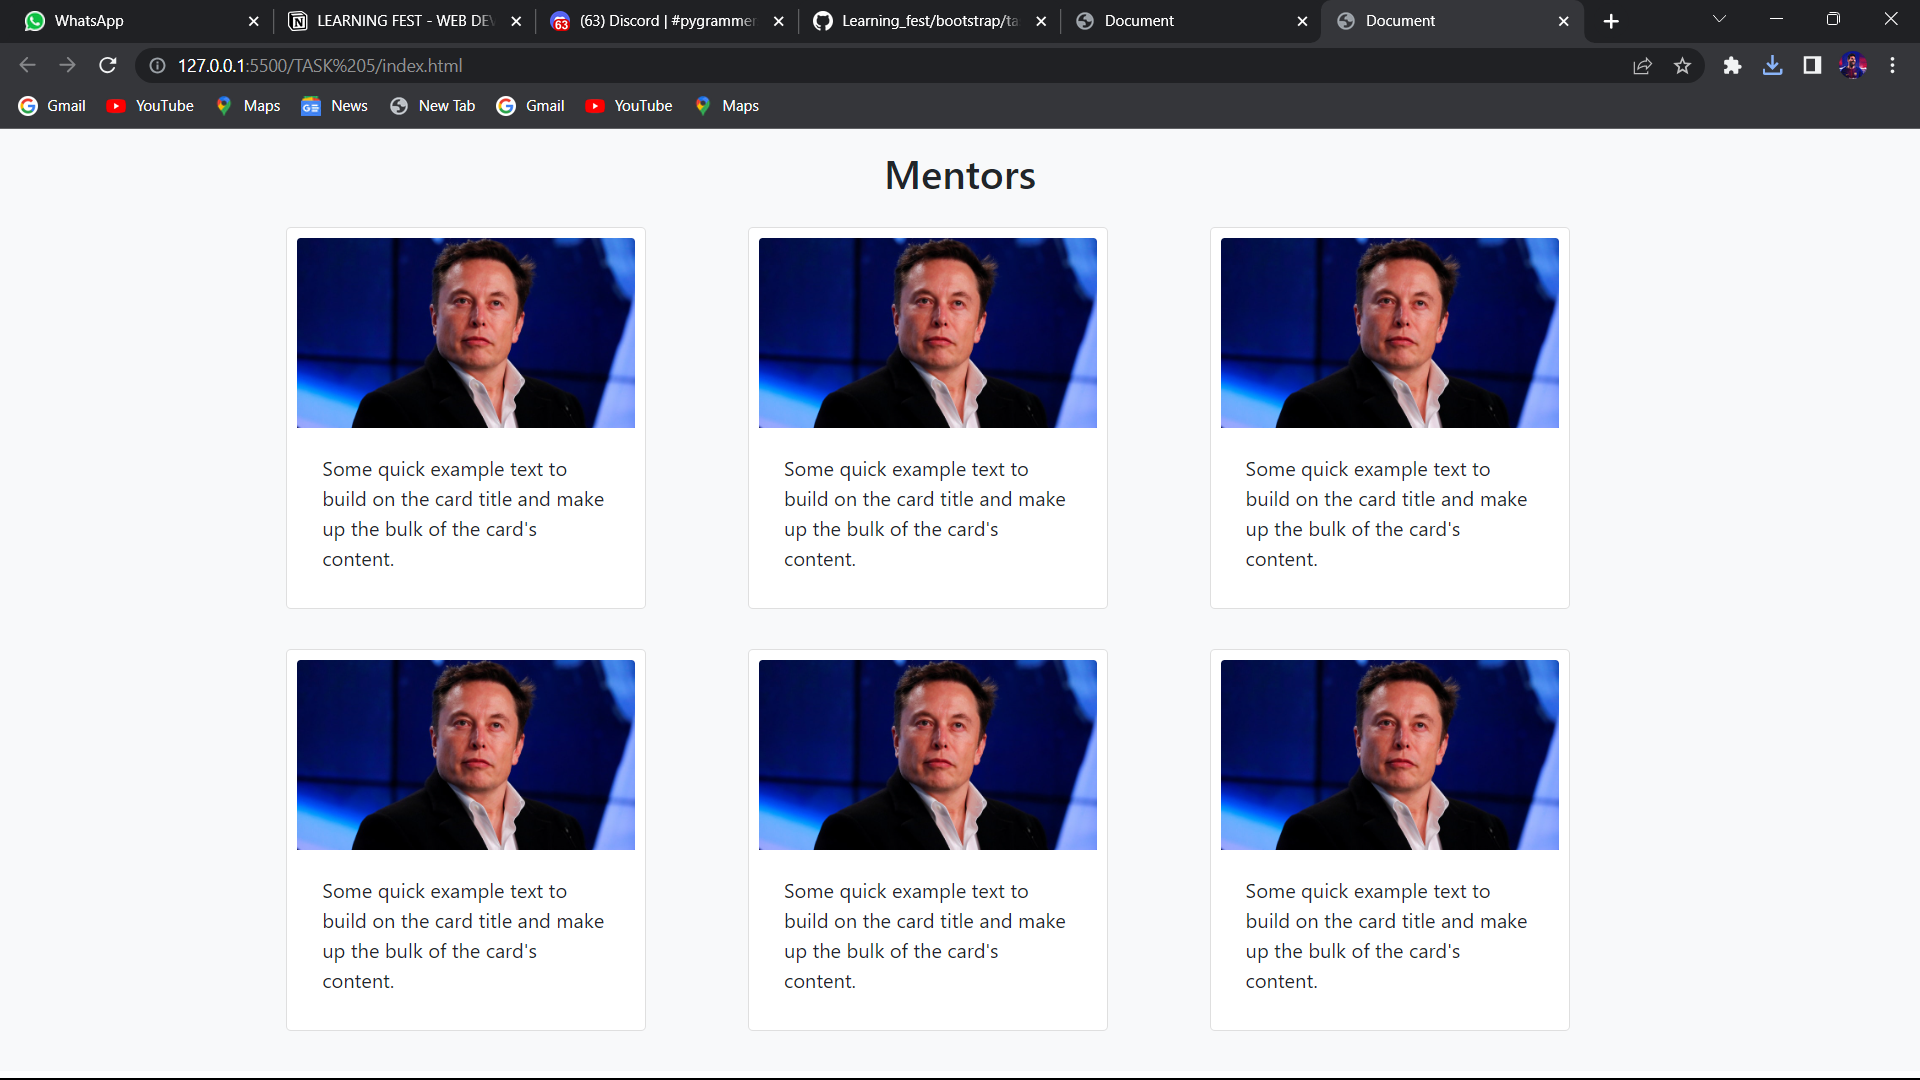 WhatsApp
LEARNING FEST - WEB DEV
(63) Discord | #pygrammer
Learning_fest/bootstrap/ta
Document
Document
127.0.0.1:5500/TASK%205/index.html
Gmail YouTube Maps News New Tab Gmail YouTube Maps
Mentors
Some quick example text to
build on the card title and make
up the bulk of the card's
content.
Some quick example text to
build on the card title and make
up the bulk of the card's
content.
Some quick example text to
build on the card title and make
up the bulk of the card's
content.
Some quick example text to
build on the card title and make
up the bulk of the card's
content.
Some quick example text to
build on the card title and make
up the bulk of the card's
content.
Some quick example text to
build on the card title and make
up the bulk of the card's
content.